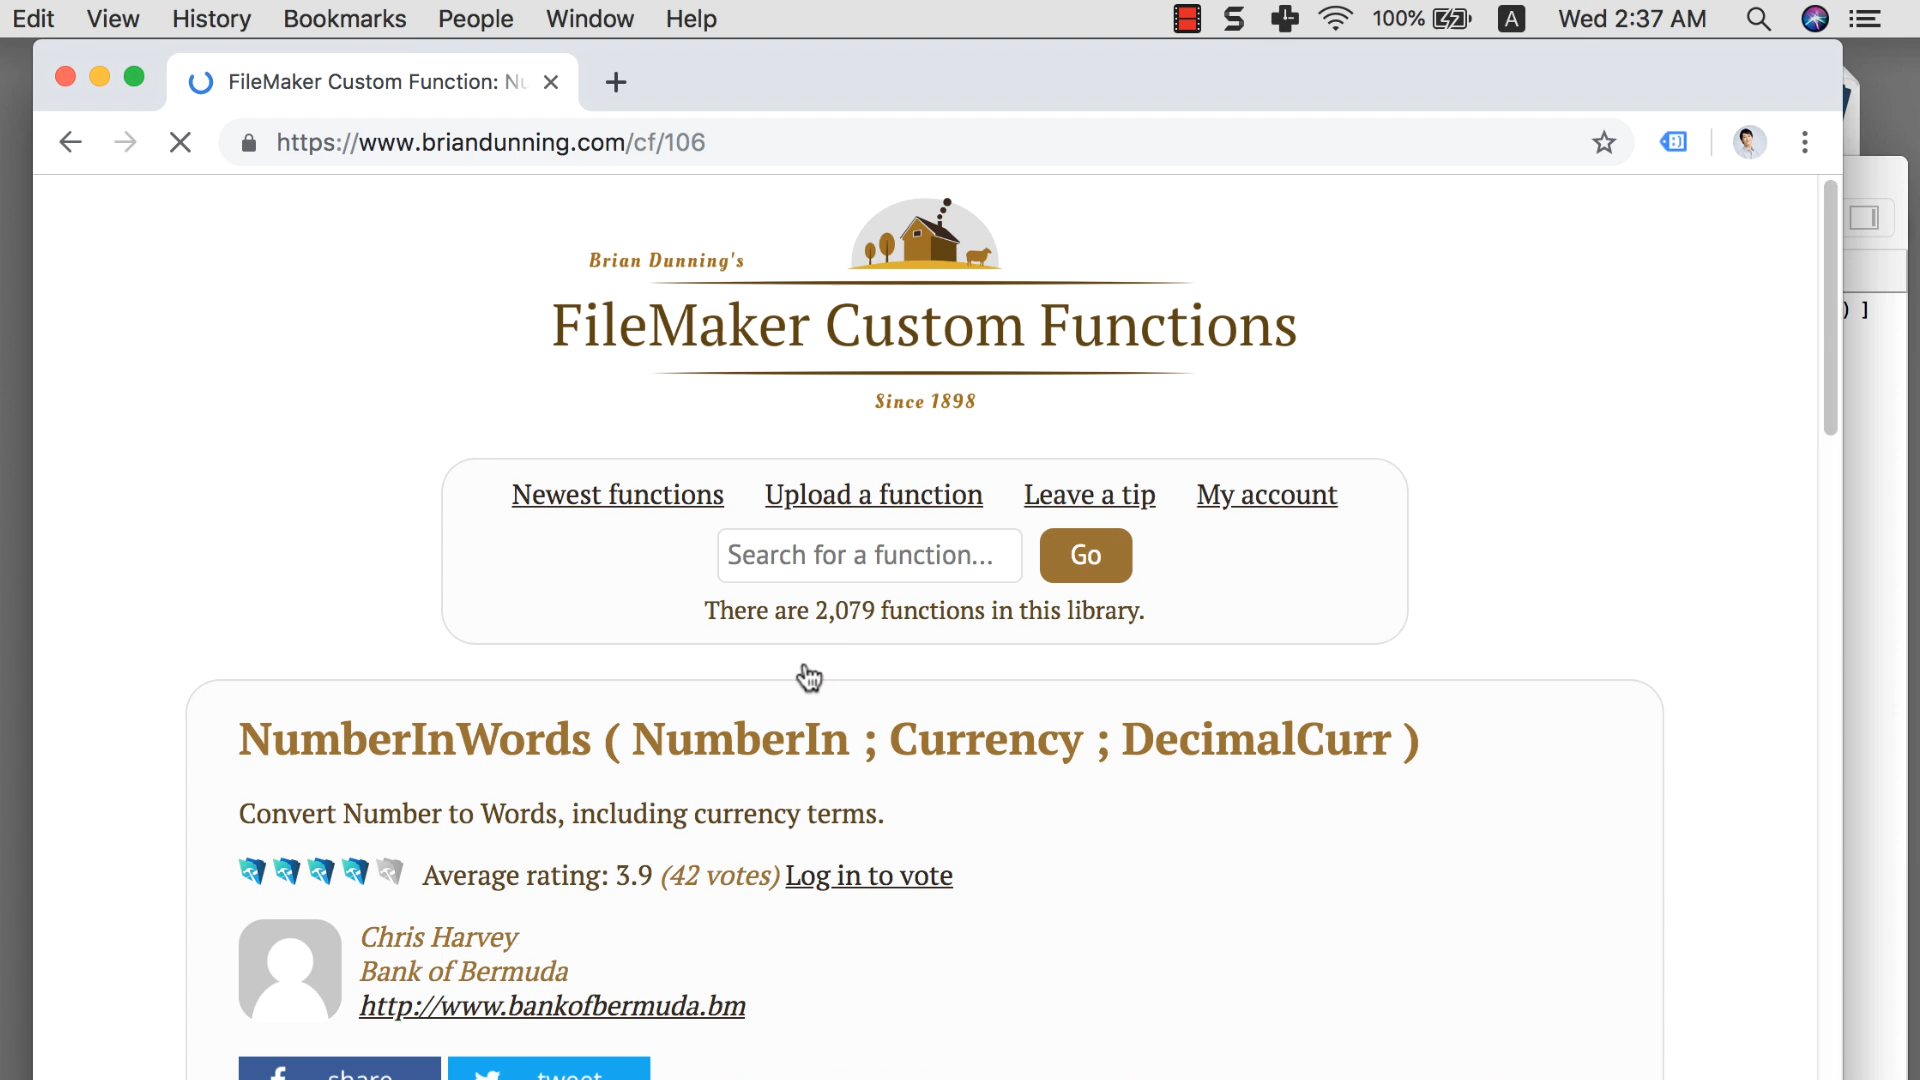 Edit View History Bookmarks People Window Help 100% A Wed 2:37 AM
FileMaker Custom Function: Nu
https://www.briandunning.com/cf/106
Brian Dunning's
FileMaker Custom Functions
Since 1898
) ]
Newest functions Upload a function Leave a tip My account
Search for a function... Go
There are 2,079 functions in this library.
NumberInWords ( NumberIn ; Currency ; DecimalCurr )
Convert Number to Words, including currency terms.
Average rating: 3.9 (42 votes) Log in to vote
Chris Harvey
Bank of Bermuda
http://www.bankofbermuda.bm
share tweet